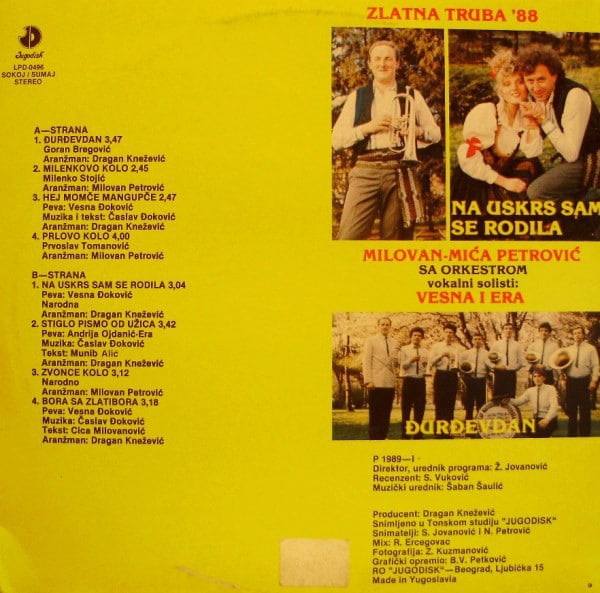 Jugodisk
LPD-0496
SOKOJ / SUMAJ
STEREO
A—STRANA
1. ĐURĐEVDAN 3,47
Goran Bregović
Aranžman: Dragan Knežević
2. MILENKOVO KOLO 2,45
Milenko Stojić
Aranžman: Milovan Petrović
3. HEJ MOMČE MANGUPČE 2,47
Peva: Vesna Đoković
Muzika i tekst: Časlav Đoković
Aranžman: Dragan Knežević
4. PRLOVO KOLO 4,00
Prvoslav Tomanović
Aranžman: Milovan Petrović
B—STRANA
1. NA USKRS SAM SE RODILA 3,04
Peva: Vesna Đoković
Narodna
Aranžman: Dragan Knežević
2. STIGLO PISMO OD UŽICA 3,42
Peva: Andrija Ojdanić-Era
Muzika: Časlav Đoković
Tekst: Munib Alić
Aranžman: Dragan Knežević
3. ZVONCE KOLO 3,12
Narodno
Aranžman: Milovan Petrović
4. BORA SA ZLATIBORA 3,18
Peva: Vesna Đoković
Muzika: Časlav Đoković
Tekst: Cica Milovanović
Aranžman: Dragan Knežević
ZLATNA TRUBA '88
NA USKRS SAM
SE RODILA
MILOVAN-MIĆA PETROVIĆ
SA ORKESTROM
vokalni solisti:
VESNA I ERA
ĐURĐEVDAN
P 1989—I
Direktor, urednik programa: Ž. Jovanović
Recenzent: S. Vuković
Muzički urednik: Šaban Šaulić
Producent: Dragan Knežević
Snimljeno u Tonskom studiju "JUGODISK"
Snimatelji: S. Jovanović i N. Petrović
Mix: R. Ercegovac
Fotografija: Z. Kuzmanović
Grafički opremio: B.V. Petković
RO "JUGODISK"—Beograd, Ljubićka 15
Made in Yugoslavia